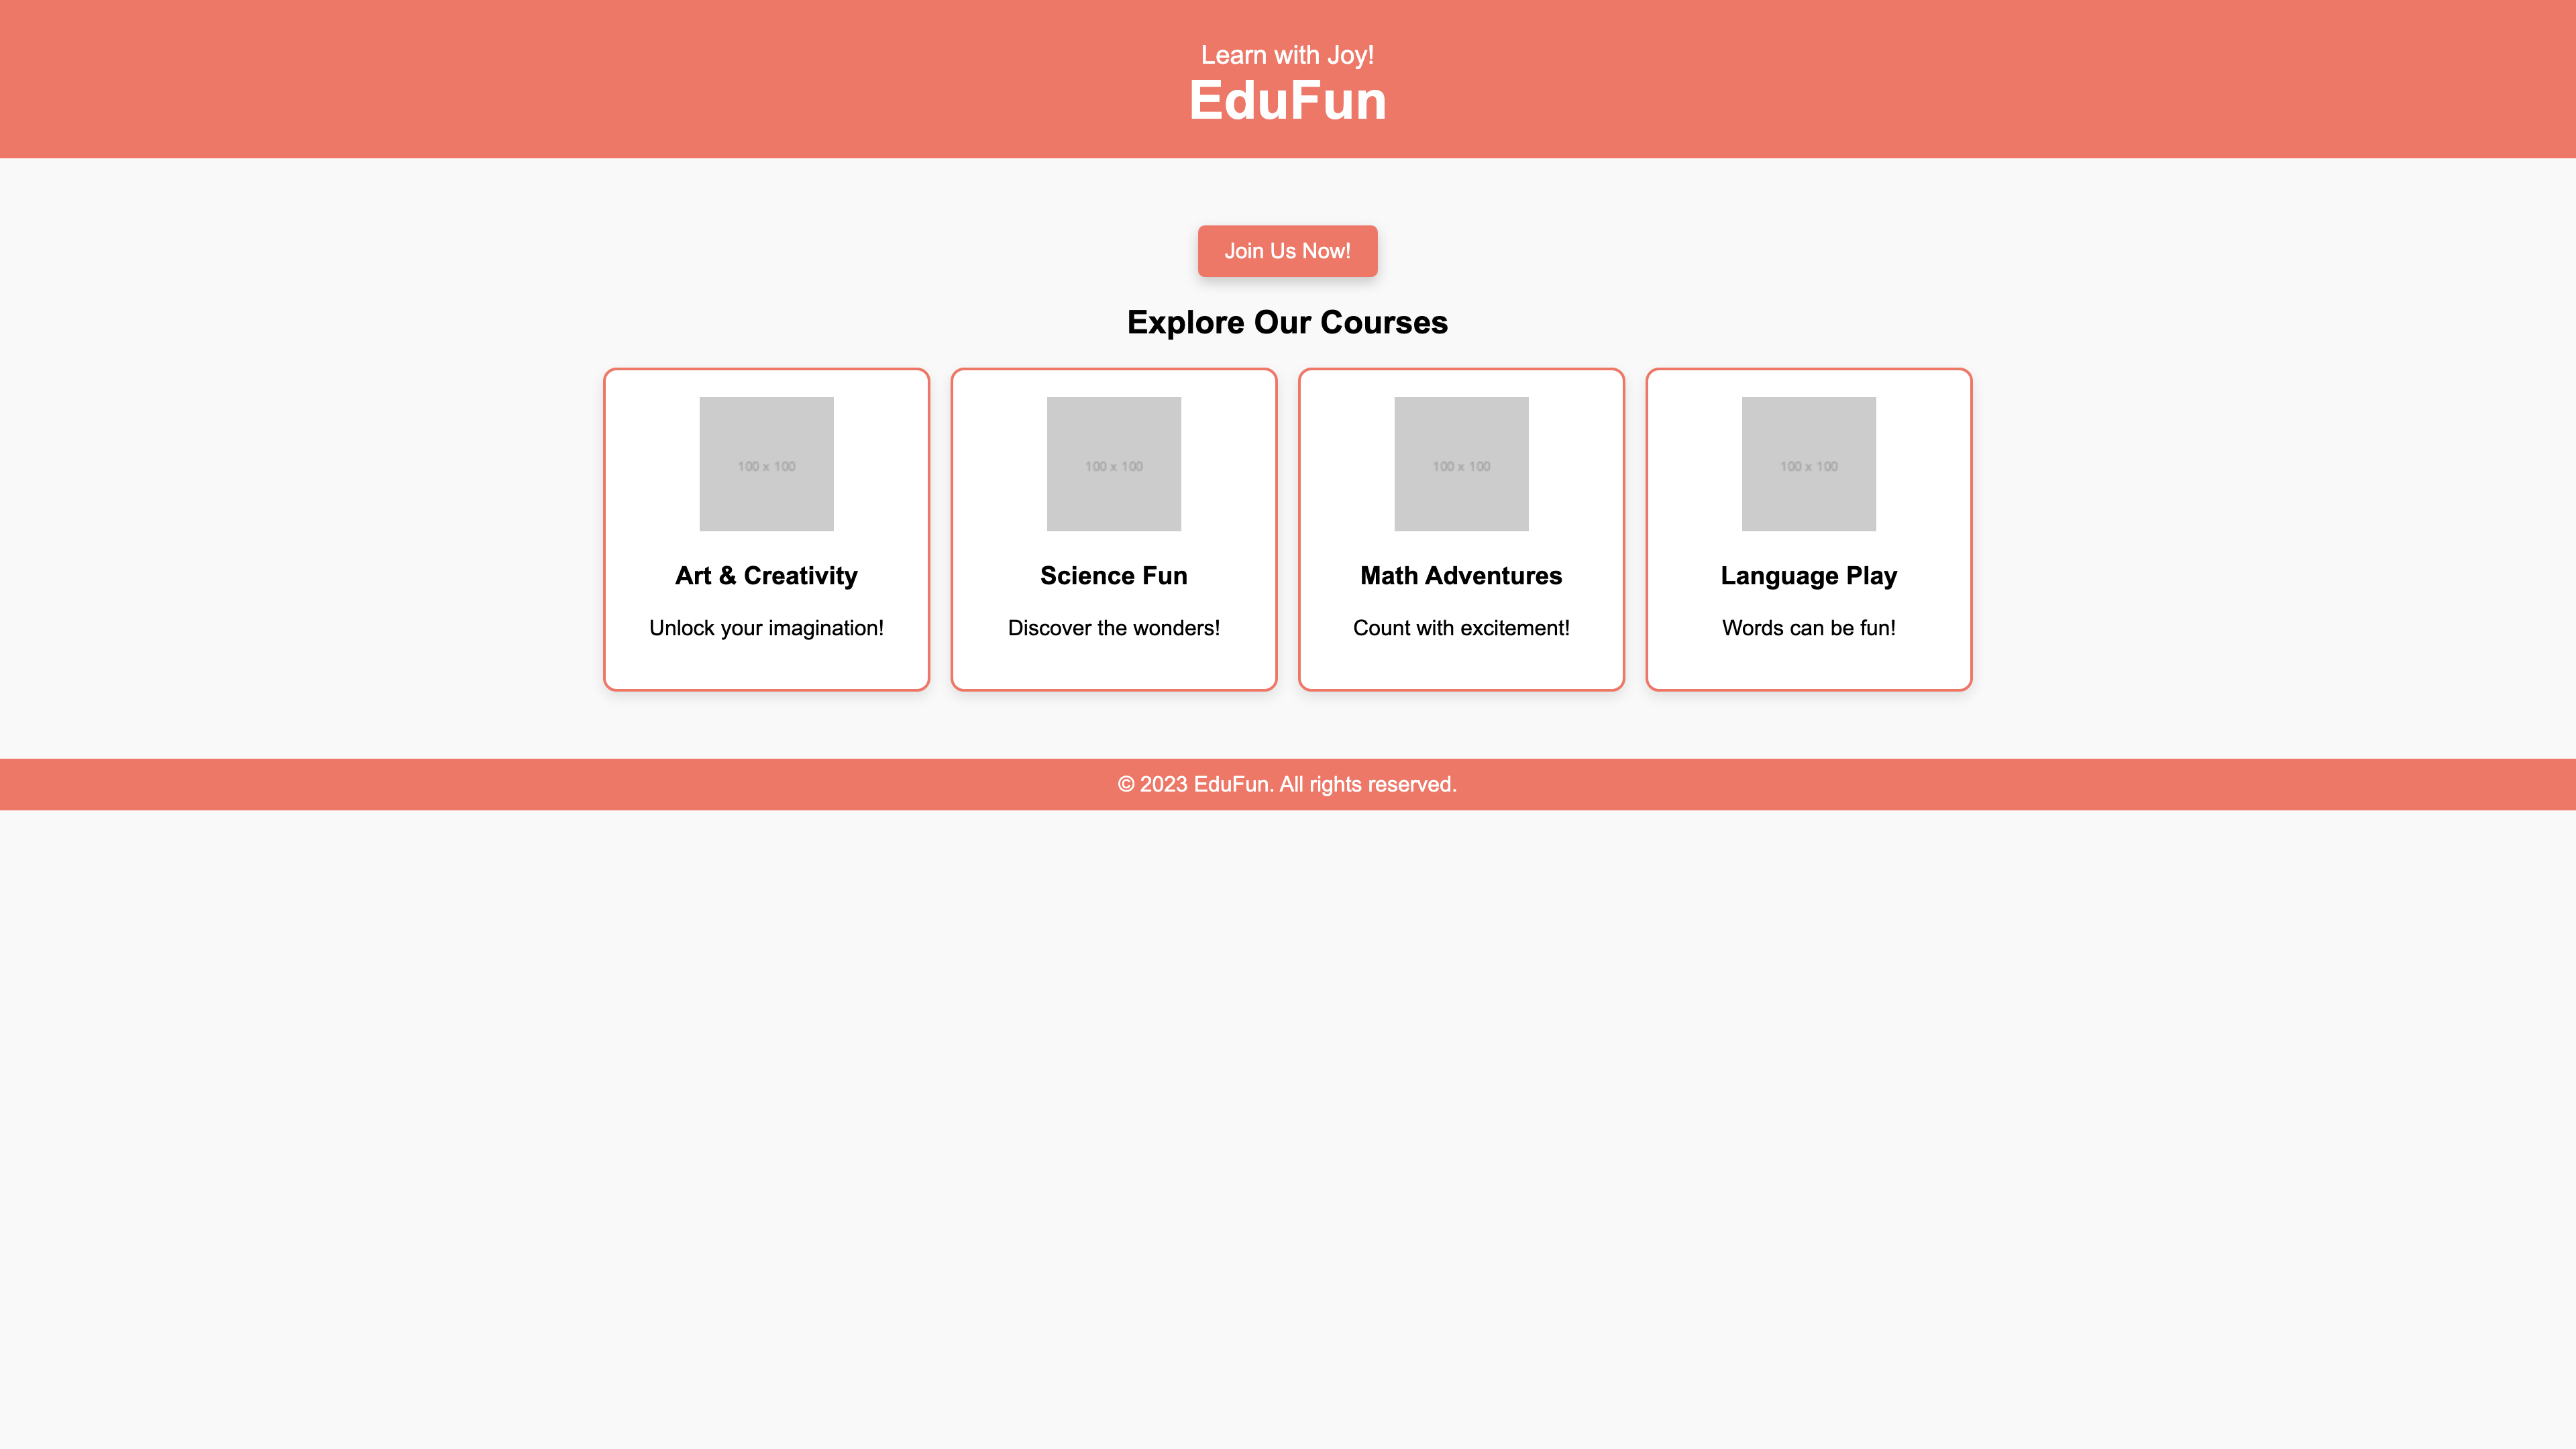 Learn with Joy!
EduFun
Join Us Now!
Explore Our Courses
100 x 100
100 x 100
100 x 100
100 x 100
Art & Creativity
Science Fun
Math Adventures
Language Play
Unlock your imagination!
Discover the wonders!
Count with excitement!
Words can be fun!
© 2023 EduFun. All rights reserved.